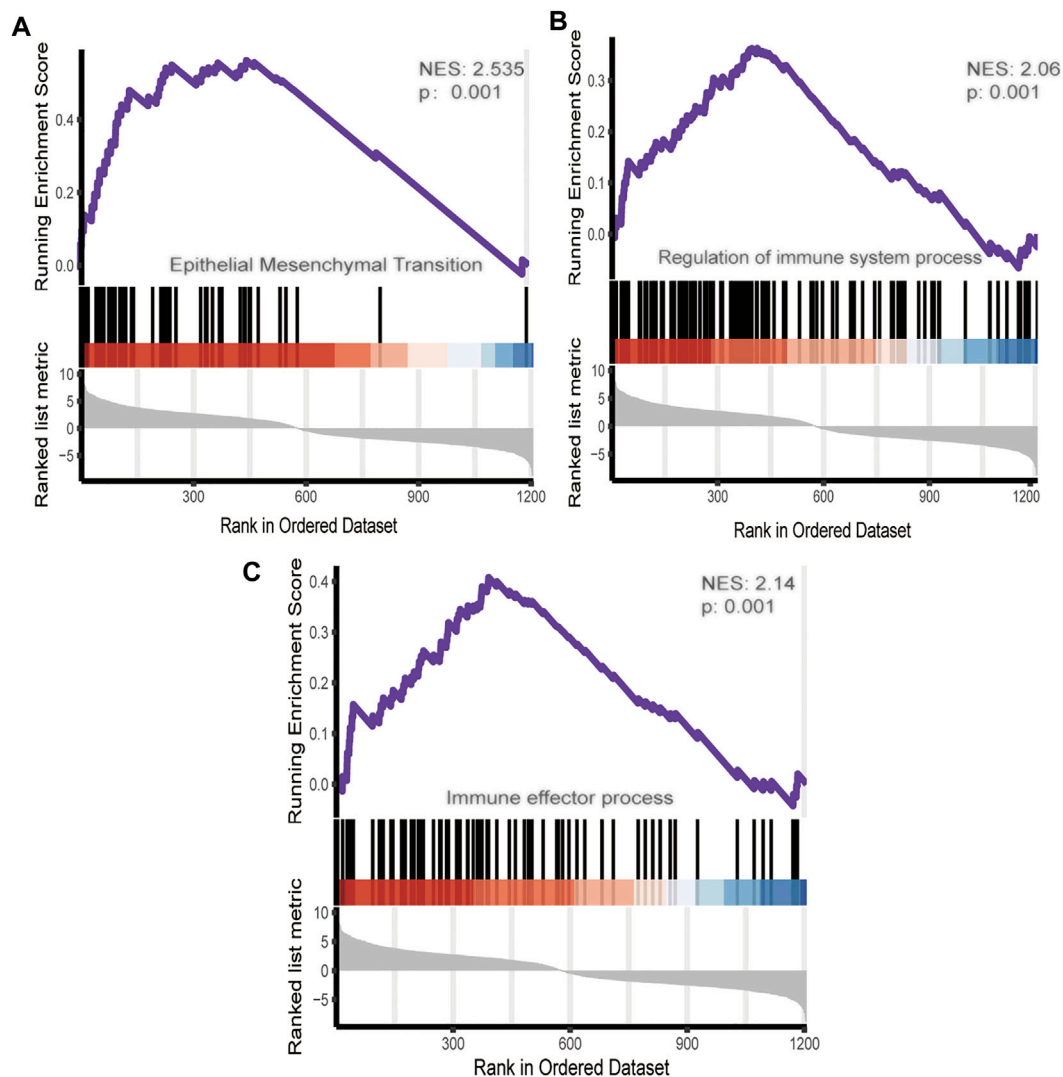 A
NES: 2.535
p: 0.001
Running Enrichment Score
0.4
0.2
0.0
Epithelial Mesenchymal Transition
Ranked list metric
10
5
0
−5
300
600
900
1200
Rank in Ordered Dataset
B
NES: 2.06
p: 0.001
Running Enrichment Score
0.3
0.2
0.1
0.0
Regulation of immune system process
Ranked list metric
10
5
0
−5
300
600
900
1200
Rank in Ordered Dataset
C
NES: 2.14
p: 0.001
Running Enrichment Score
0.4
0.3
0.2
0.1
0.0
Immune effector process
Ranked list metric
10
5
0
−5
300
600
900
1200
Rank in Ordered Dataset